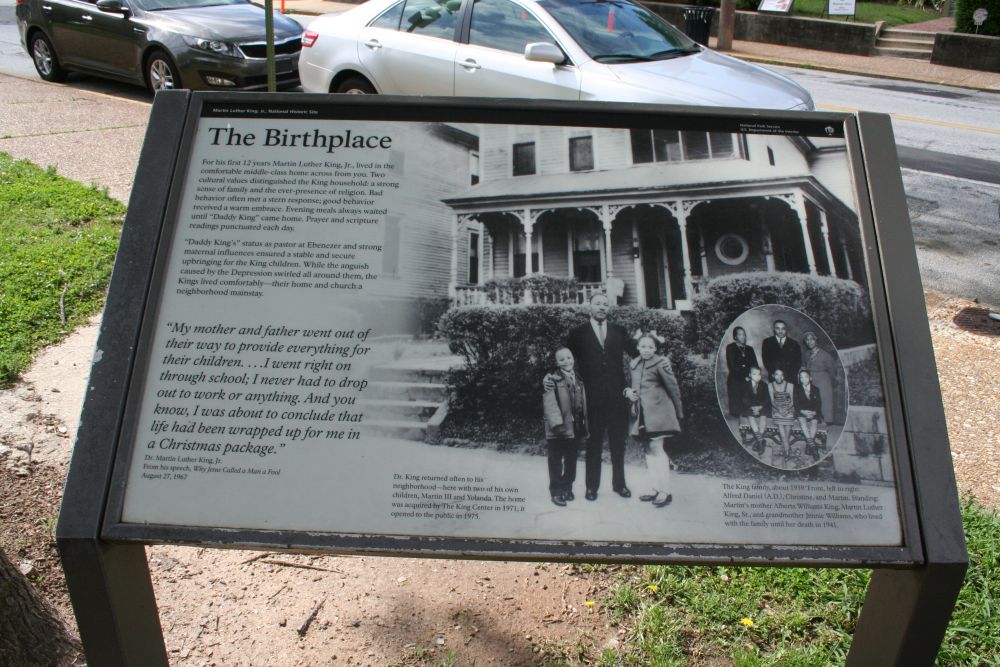 Martin Luther King, Jr., National Historic Site
National Park Service
U.S. Department of the Interior
The Birthplace
For his first 12 years Martin Luther King, Jr., lived in the
comfortable middle-class home across from you. Two
cultural values distinguished the King household: a strong
sense of family and the ever-presence of religion. Bad
behavior often met a stern response; good behavior
received a warm embrace. Evening meals always waited
until "Daddy King" came home. Prayer and scripture
readings punctuated each day.
"Daddy King's" status as pastor at Ebenezer and strong
maternal influences ensured a stable and secure
upbringing for the King children. While the anguish
caused by the Depression swirled all around them, the
Kings lived comfortably—their home and church a
neighborhood mainstay.
"My mother and father went out of
their way to provide everything for
their children. . . .I went right on
through school; I never had to drop
out to work or anything. And you
know, I was about to conclude that
life had been wrapped up for me in
a Christmas package."
Dr. Martin Luther King, Jr.
From his speech, Why Jesus Called a Man a Fool
August 27, 1967
Dr. King returned often to his
neighborhood—here with two of his own
children, Martin III and Yolanda. The home
was acquired by The King Center in 1971; it
opened to the public in 1975.
The King family, about 1939. Front, left to right:
Alfred Daniel (A.D.), Christine, and Martin. Standing:
Martin's mother Alberta Williams King, Martin Luther
King, Sr., and grandmother Jennie Williams, who lived
with the family until her death in 1941.